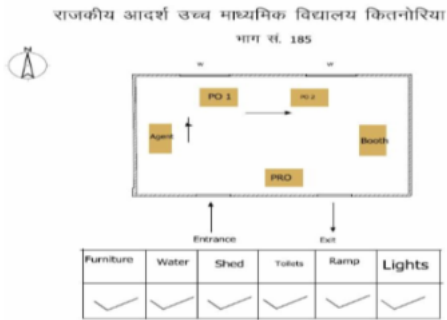 राजकीय आदर्श उच्च माध्यमिक विद्यालय कितनोरिया
भाग सं. 185
N
W W
PO 1 PO 2
Agent Booth
PRO
Entrance Exit
Furniture Water Shed Toilets Ramp Lights